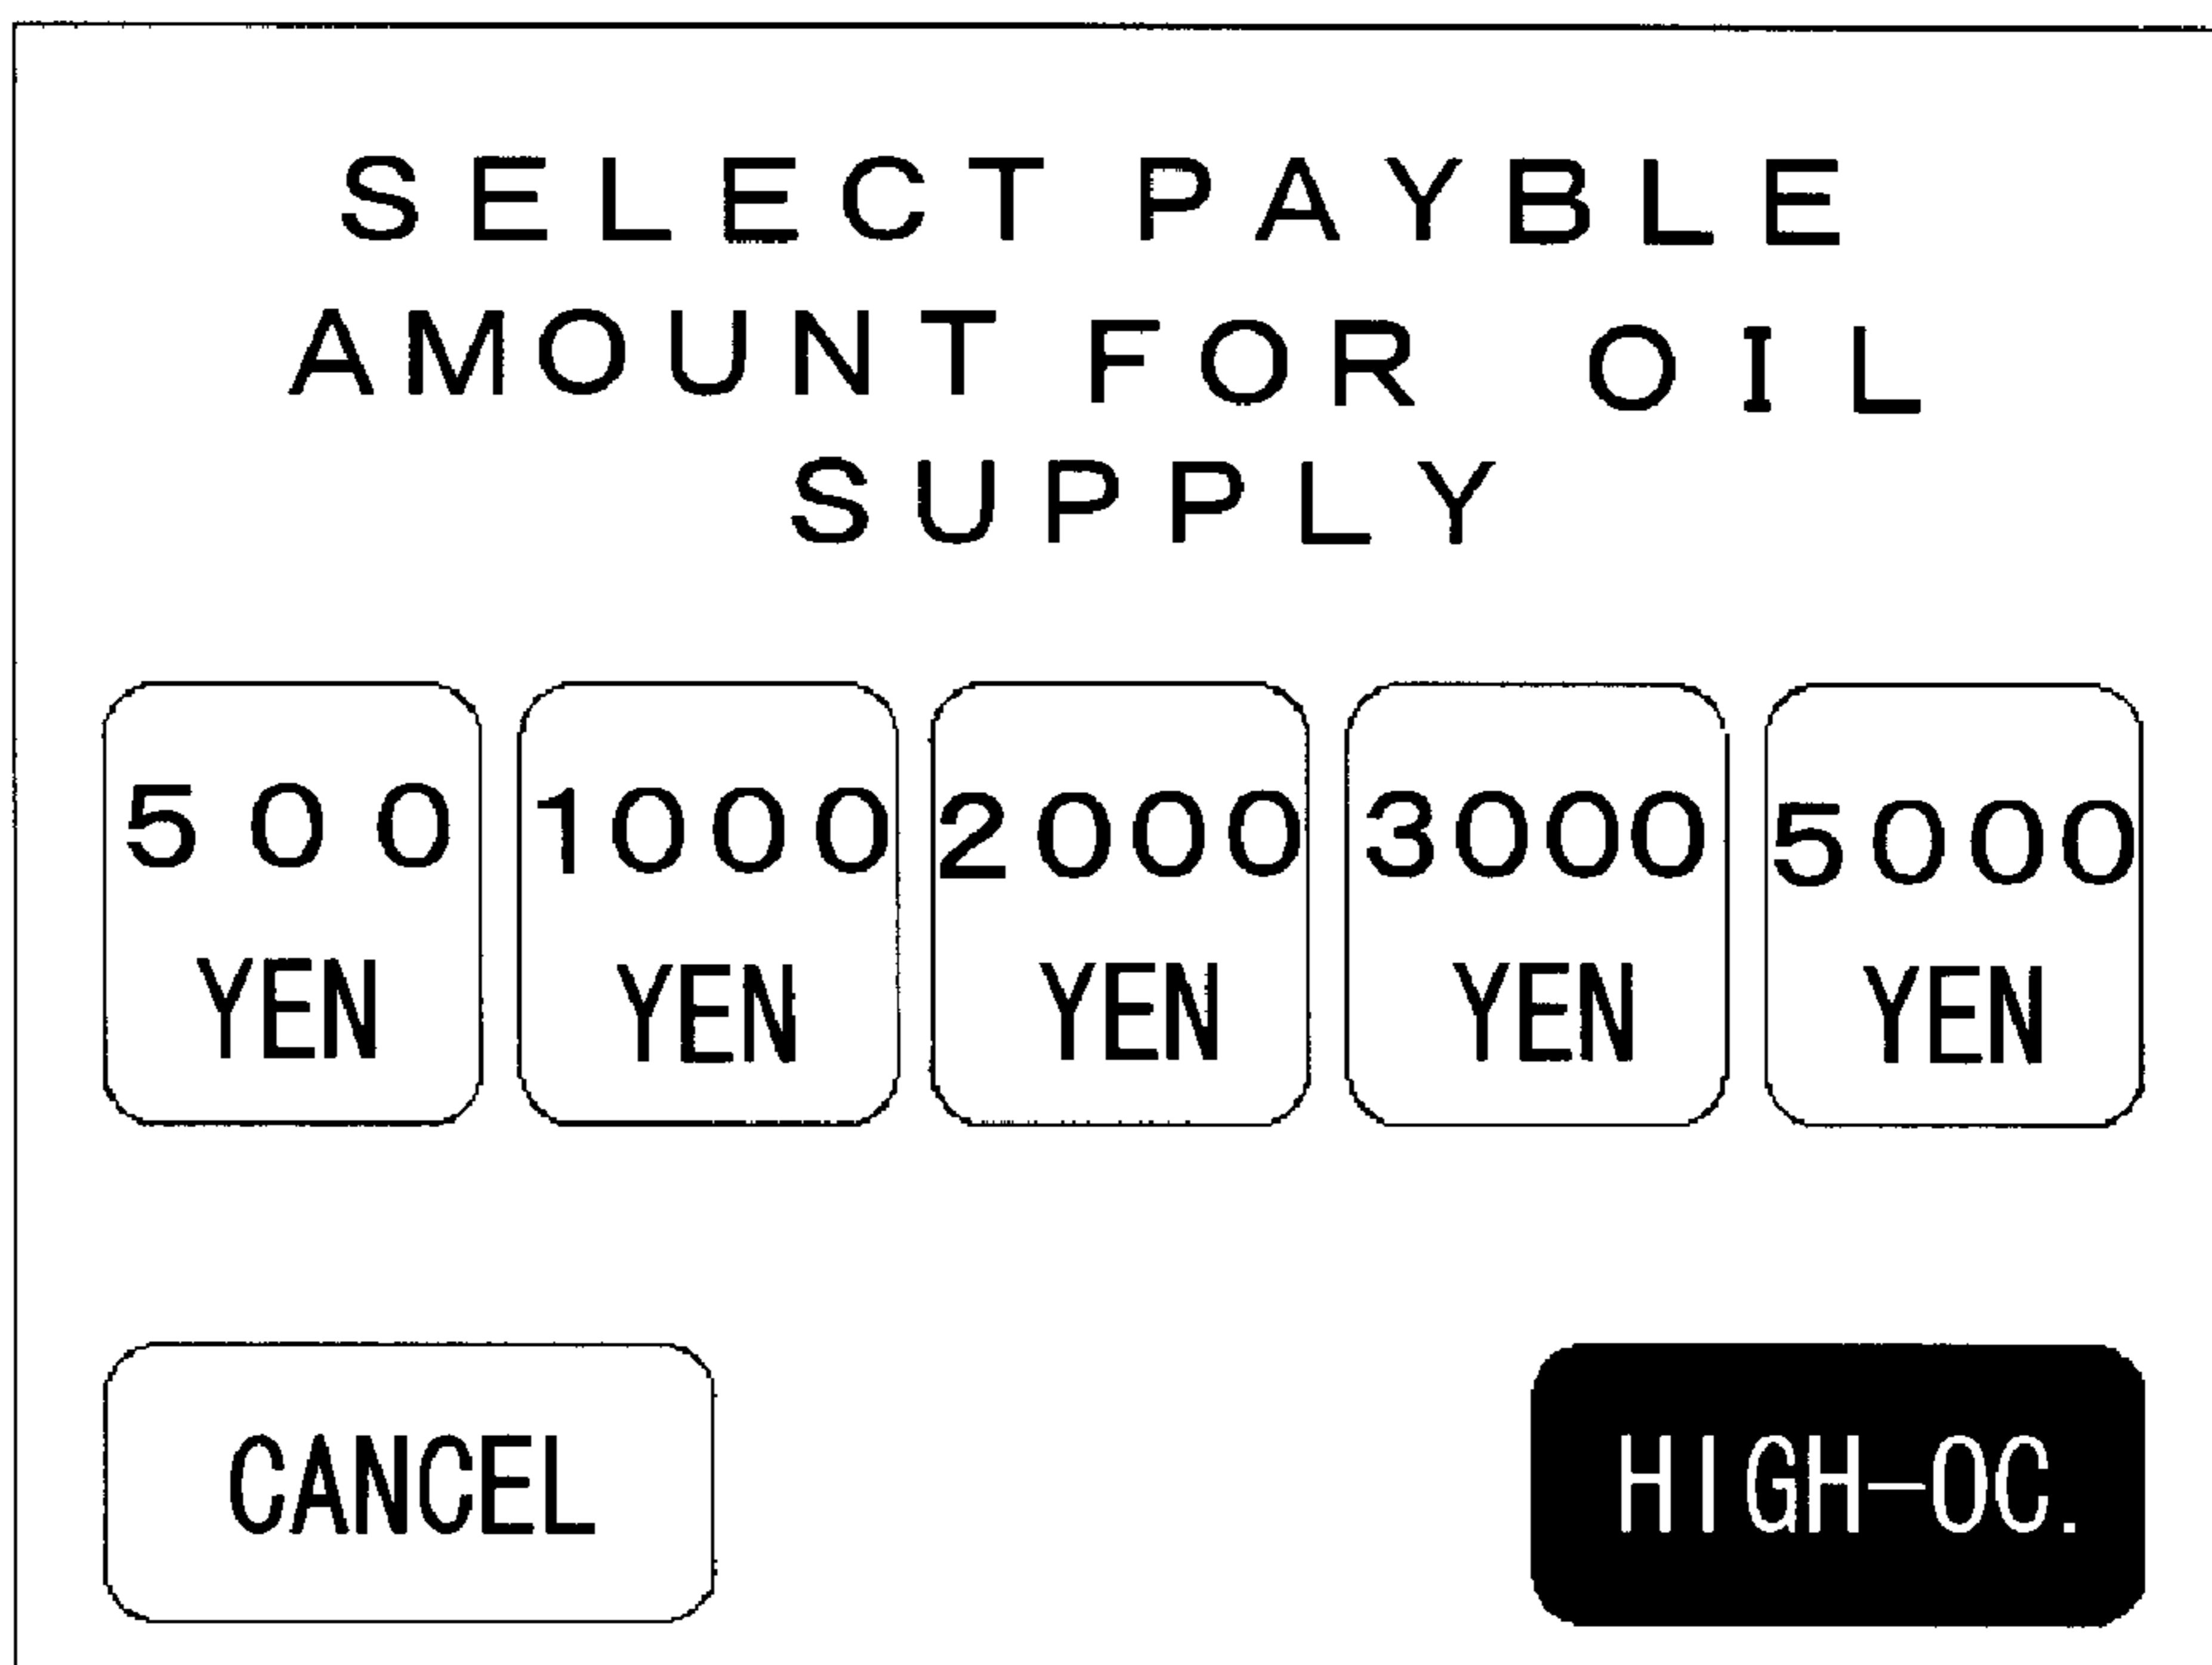 SELECT PAYBLE
AMOUNT FOR OIL
SUPPLY
500 1000 2000 3000 5000
YEN YEN YEN YEN YEN
CANCEL HIGH-OC.